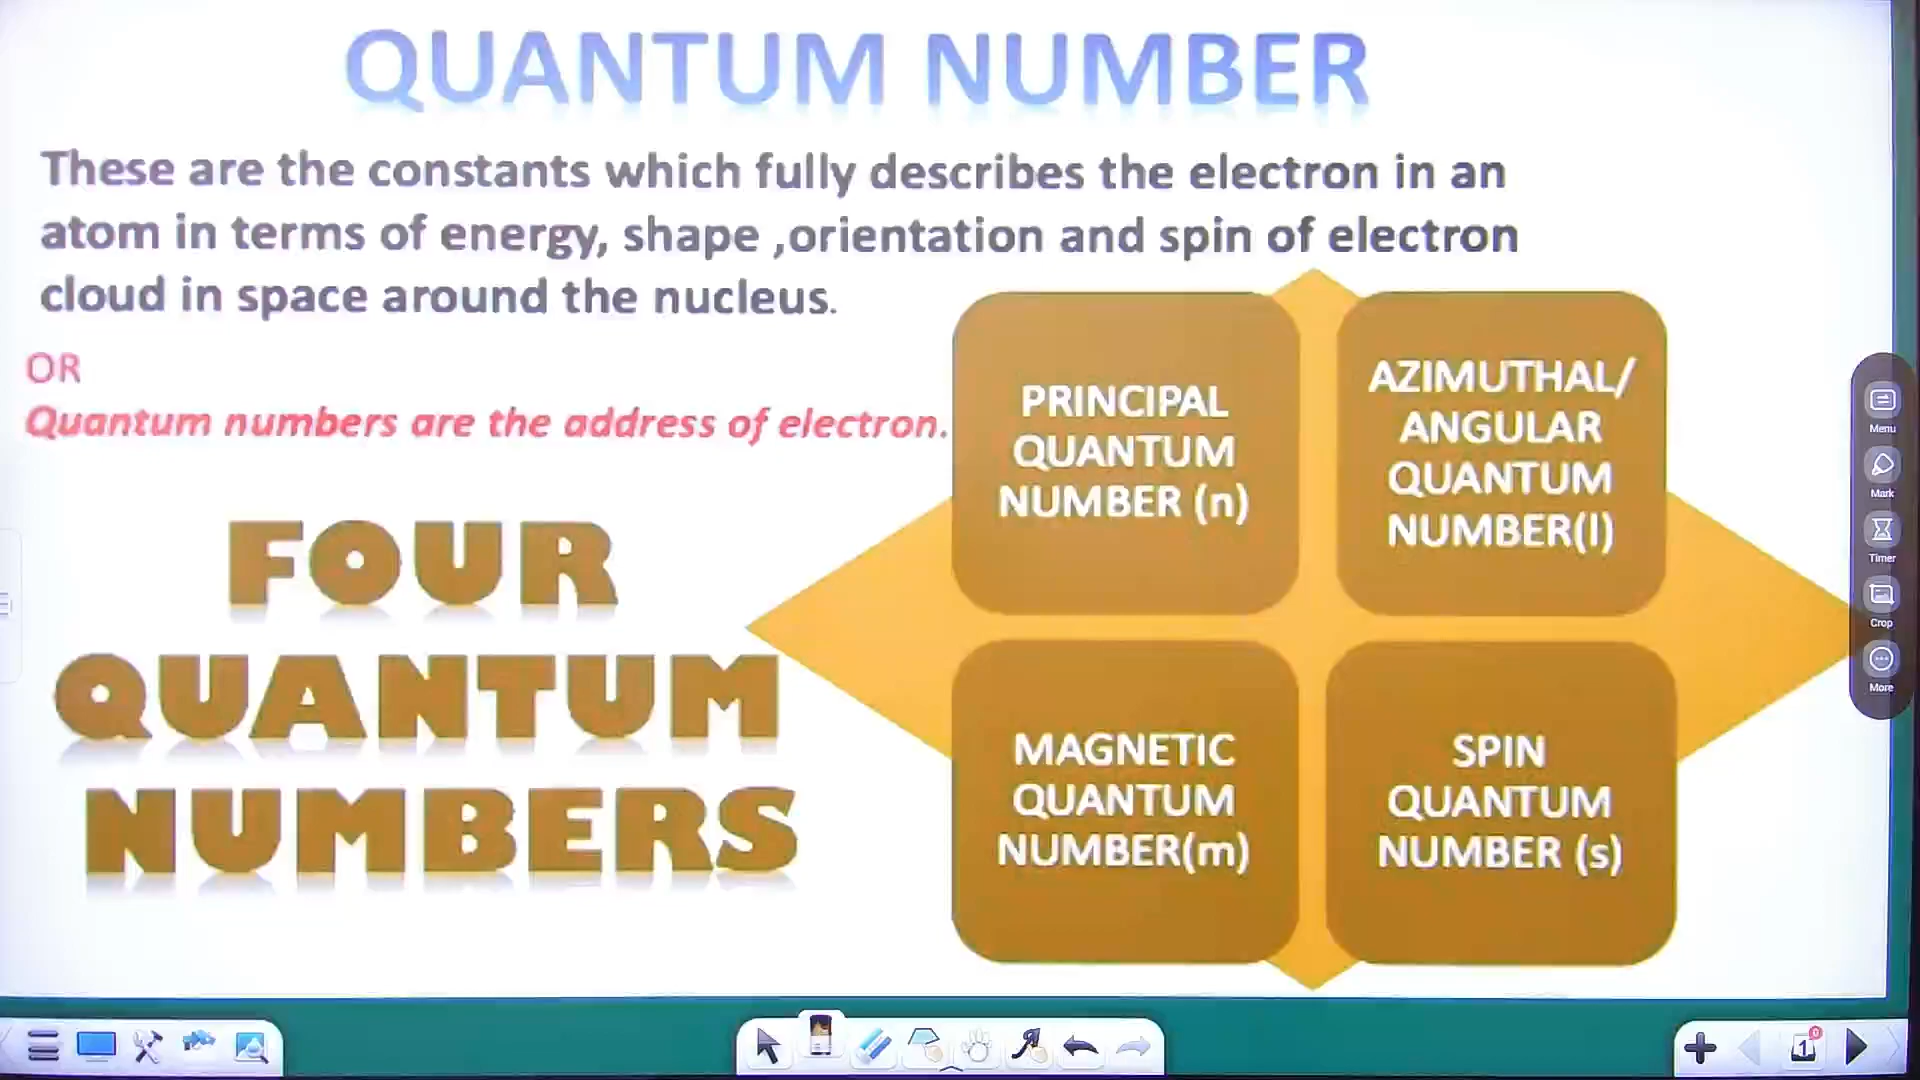 QUANTUM NUMBER
These are the constants which fully describes the electron in an
atom in terms of energy, shape ,orientation and spin of electron
cloud in space around the nucleus.
OR
Quantum numbers are the address of electron.
FOUR
QUANTUM
NUMBERS
PRINCIPAL
QUANTUM
NUMBER (n)
AZIMUTHAL/
ANGULAR
QUANTUM
NUMBER(l)
MAGNETIC
QUANTUM
NUMBER(m)
SPIN
QUANTUM
NUMBER (s)
Menu
Mark
Timer
Crop
More
1
0